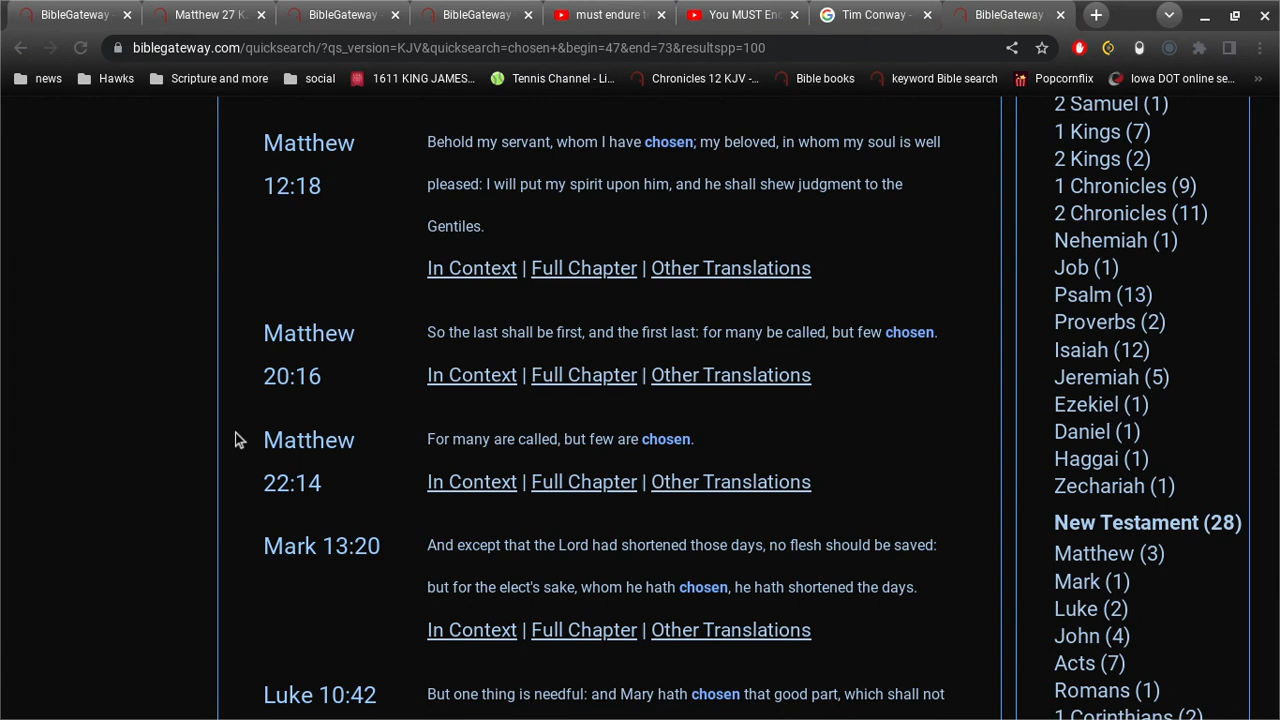 BibleGateway -
Matthew 27 K
BibleGateway -
BibleGateway -
must endure to
You MUST End
Tim Conway -
BibleGateway
biblegateway.com/quicksearch/?qs_version=KJV&quicksearch=chosen+&begin=47&end=73&resultspp=100
news
Hawks
Scripture and more
social
1611 KING JAMES...
Tennis Channel - Li...
Chronicles 12 KJV -...
Bible books
keyword Bible search
Popcornflix
Iowa DOT online se...
»
Matthew 12:18
Behold my servant, whom I have chosen; my beloved, in whom my soul is well
pleased: I will put my spirit upon him, and he shall shew judgment to the
Gentiles.
In Context | Full Chapter | Other Translations
Matthew 20:16
So the last shall be first, and the first last: for many be called, but few chosen.
In Context | Full Chapter | Other Translations
Matthew 22:14
For many are called, but few are chosen.
In Context | Full Chapter | Other Translations
Mark 13:20
And except that the Lord had shortened those days, no flesh should be saved:
but for the elect's sake, whom he hath chosen, he hath shortened the days.
In Context | Full Chapter | Other Translations
Luke 10:42
But one thing is needful: and Mary hath chosen that good part, which shall not
2 Samuel (1)
1 Kings (7)
2 Kings (2)
1 Chronicles (9)
2 Chronicles (11)
Nehemiah (1)
Job (1)
Psalm (13)
Proverbs (2)
Isaiah (12)
Jeremiah (5)
Ezekiel (1)
Daniel (1)
Haggai (1)
Zechariah (1)
New Testament (28)
Matthew (3)
Mark (1)
Luke (2)
John (4)
Acts (7)
Romans (1)
1 Corinthians (2)